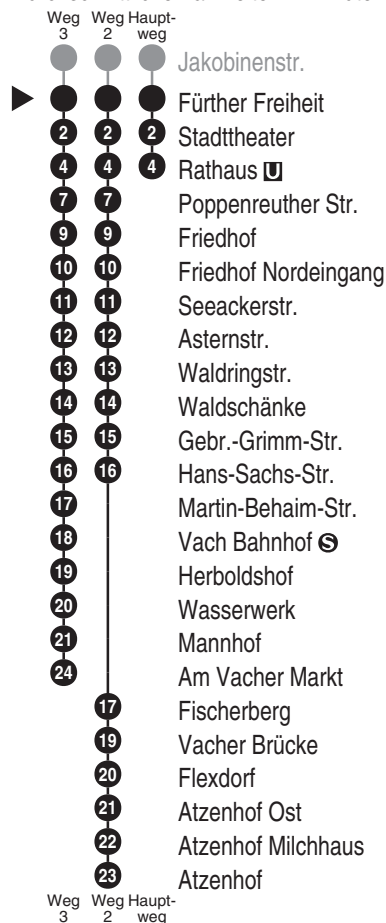 Weg Weg Haupt-
3 2 weg
Jakobinenstr.
Fürther Freiheit
2 2 2 Stadttheater
4 4 4 Rathaus U
7 7 Poppenreuther Str.
9 9 Friedhof
10 10 Friedhof Nordeingang
11 11 Seeackerstr.
12 12 Asternstr.
13 13 Waldringstr.
14 14 Waldschänke
15 15 Gebr.-Grimm-Str.
16 16 Hans-Sachs-Str.
17 Martin-Behaim-Str.
18 Vach Bahnhof S
19 Herboldshof
20 Wasserwerk
21 Mannhof
24 Am Vacher Markt
17 Fischerberg
19 Vacher Brücke
20 Flexdorf
21 Atzenhof Ost
22 Atzenhof Milchhaus
23 Atzenhof
Weg Weg Haupt-
3 2 weg